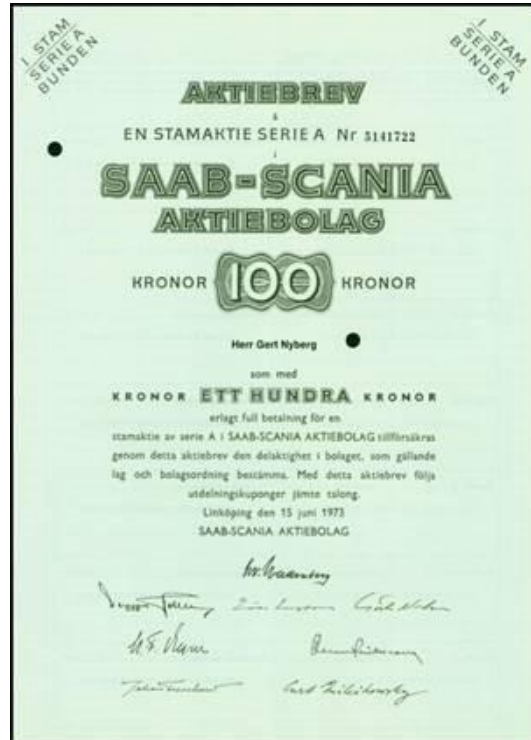 1 STAM
SERIE A
BUNDEN
1 STAM
SERIE A
BUNDEN
AKTIEBREV
å
EN STAMAKTIE SERIE A Nr 5141722
i
SAAB-SCANIA
AKTIEBOLAG
KRONOR 100 KRONOR
Herr Gert Nyberg
som med
KRONOR ETT HUNDRA KRONOR
erlagt full betalning för en
stamaktie av serie A i SAAB-SCANIA AKTIEBOLAG tillförsäkras
genom detta aktiebrev den delaktighet i bolaget, som gällande
lag och bolagsordning bestämma. Med detta aktiebrev följa
utdelningskuponger jämte talong.
Linköping den 15 juni 1973
SAAB-SCANIA AKTIEBOLAG